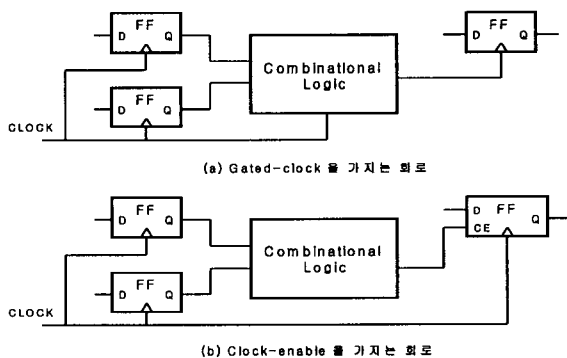 FF
D Q
FF
D Q
Combinational
Logic
FF
D Q
CLOCK
(a) Gated-clock 을 가지는 회로
FF
D Q
FF
D Q
Combinational
Logic
D FF
CE Q
CLOCK
(b) Clock-enable 을 가지는 회로